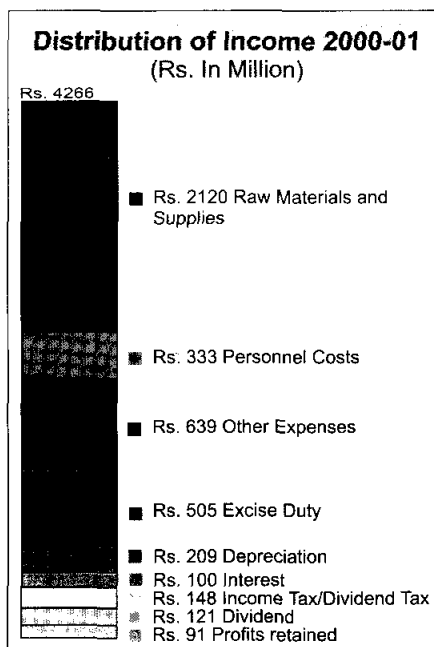 Distribution of Income 2000-01
(Rs. In Million)
Rs. 4266
Rs. 2120 Raw Materials and
Supplies
Rs. 333 Personnel Costs
Rs. 639 Other Expenses
Rs. 505 Excise Duty
Rs. 209 Depreciation
Rs. 100 Interest
Rs. 148 Income Tax/Dividend Tax
Rs. 121 Dividend
Rs. 91 Profits retained